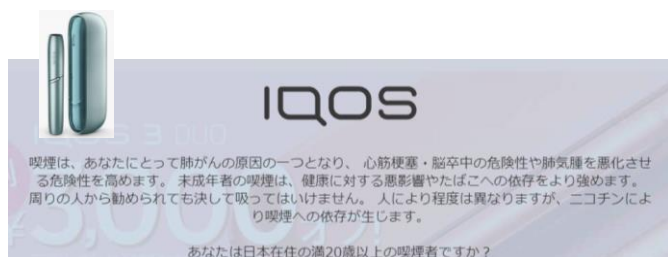 IQOS
IQOS 3 DUO
喫煙は、あなたにとって肺がんの原因の一つとなり、 心筋梗塞・脳卒中の危険性や肺気腫を悪化させ
る危険性を高めます。 未成年者の喫煙は、健康に対する悪影響やたばこへの依存をより強めます。
周りの人から勧められても決して吸ってはいけません。 人により程度は異なりますが、ニコチンによ
り喫煙への依存が生じます。
¥3,000
あなたは日本在住の満20歳以上の喫煙者ですか？